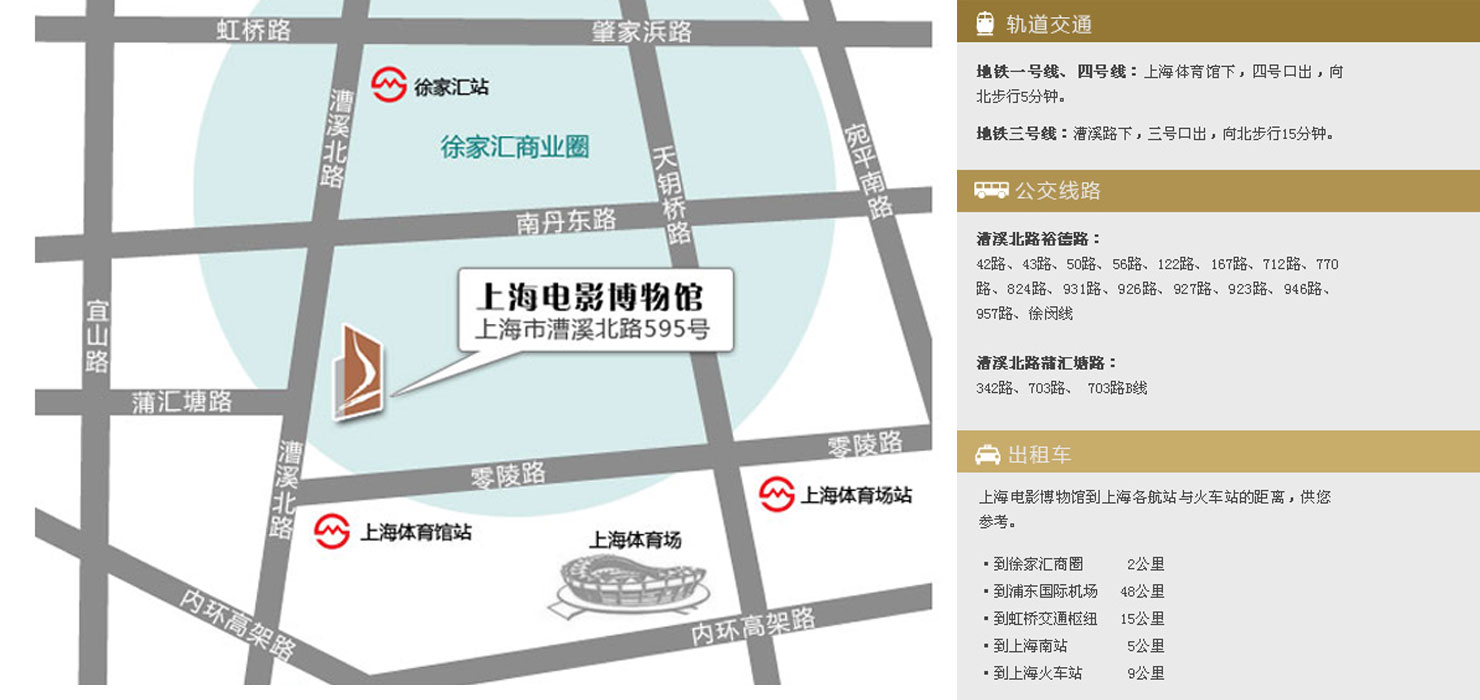 虹桥路
肇家浜路
徐家汇站
漕溪北路
徐家汇商业圈
天钥桥路
宛平南路
南丹东路
上海电影博物馆
上海市漕溪北路595号
宜山路
蒲汇塘路
漕溪北路
零陵路
零陵路
上海体育场站
上海体育馆站
上海体育场
内环高架路
内环高架路
轨道交通
地铁一号线、四号线：上海体育馆下，四号口出，向
北步行5分钟。
地铁三号线：漕溪路下，三号口出，向北步行15分钟。
公交线路
漕溪北路裕德路：
42路、43路、50路、56路、122路、167路、712路、770
路、824路、931路、926路、927路、923路、946路、
957路、徐闵线
漕溪北路蒲汇塘路：
342路、703路、 703路B线
出租车
上海电影博物馆到上海各航站与火车站的距离，供您
参考。
▪ 到徐家汇商圈 2公里
▪ 到浦东国际机场 48公里
▪ 到虹桥交通枢纽 15公里
▪ 到上海南站 5公里
▪ 到上海火车站 9公里